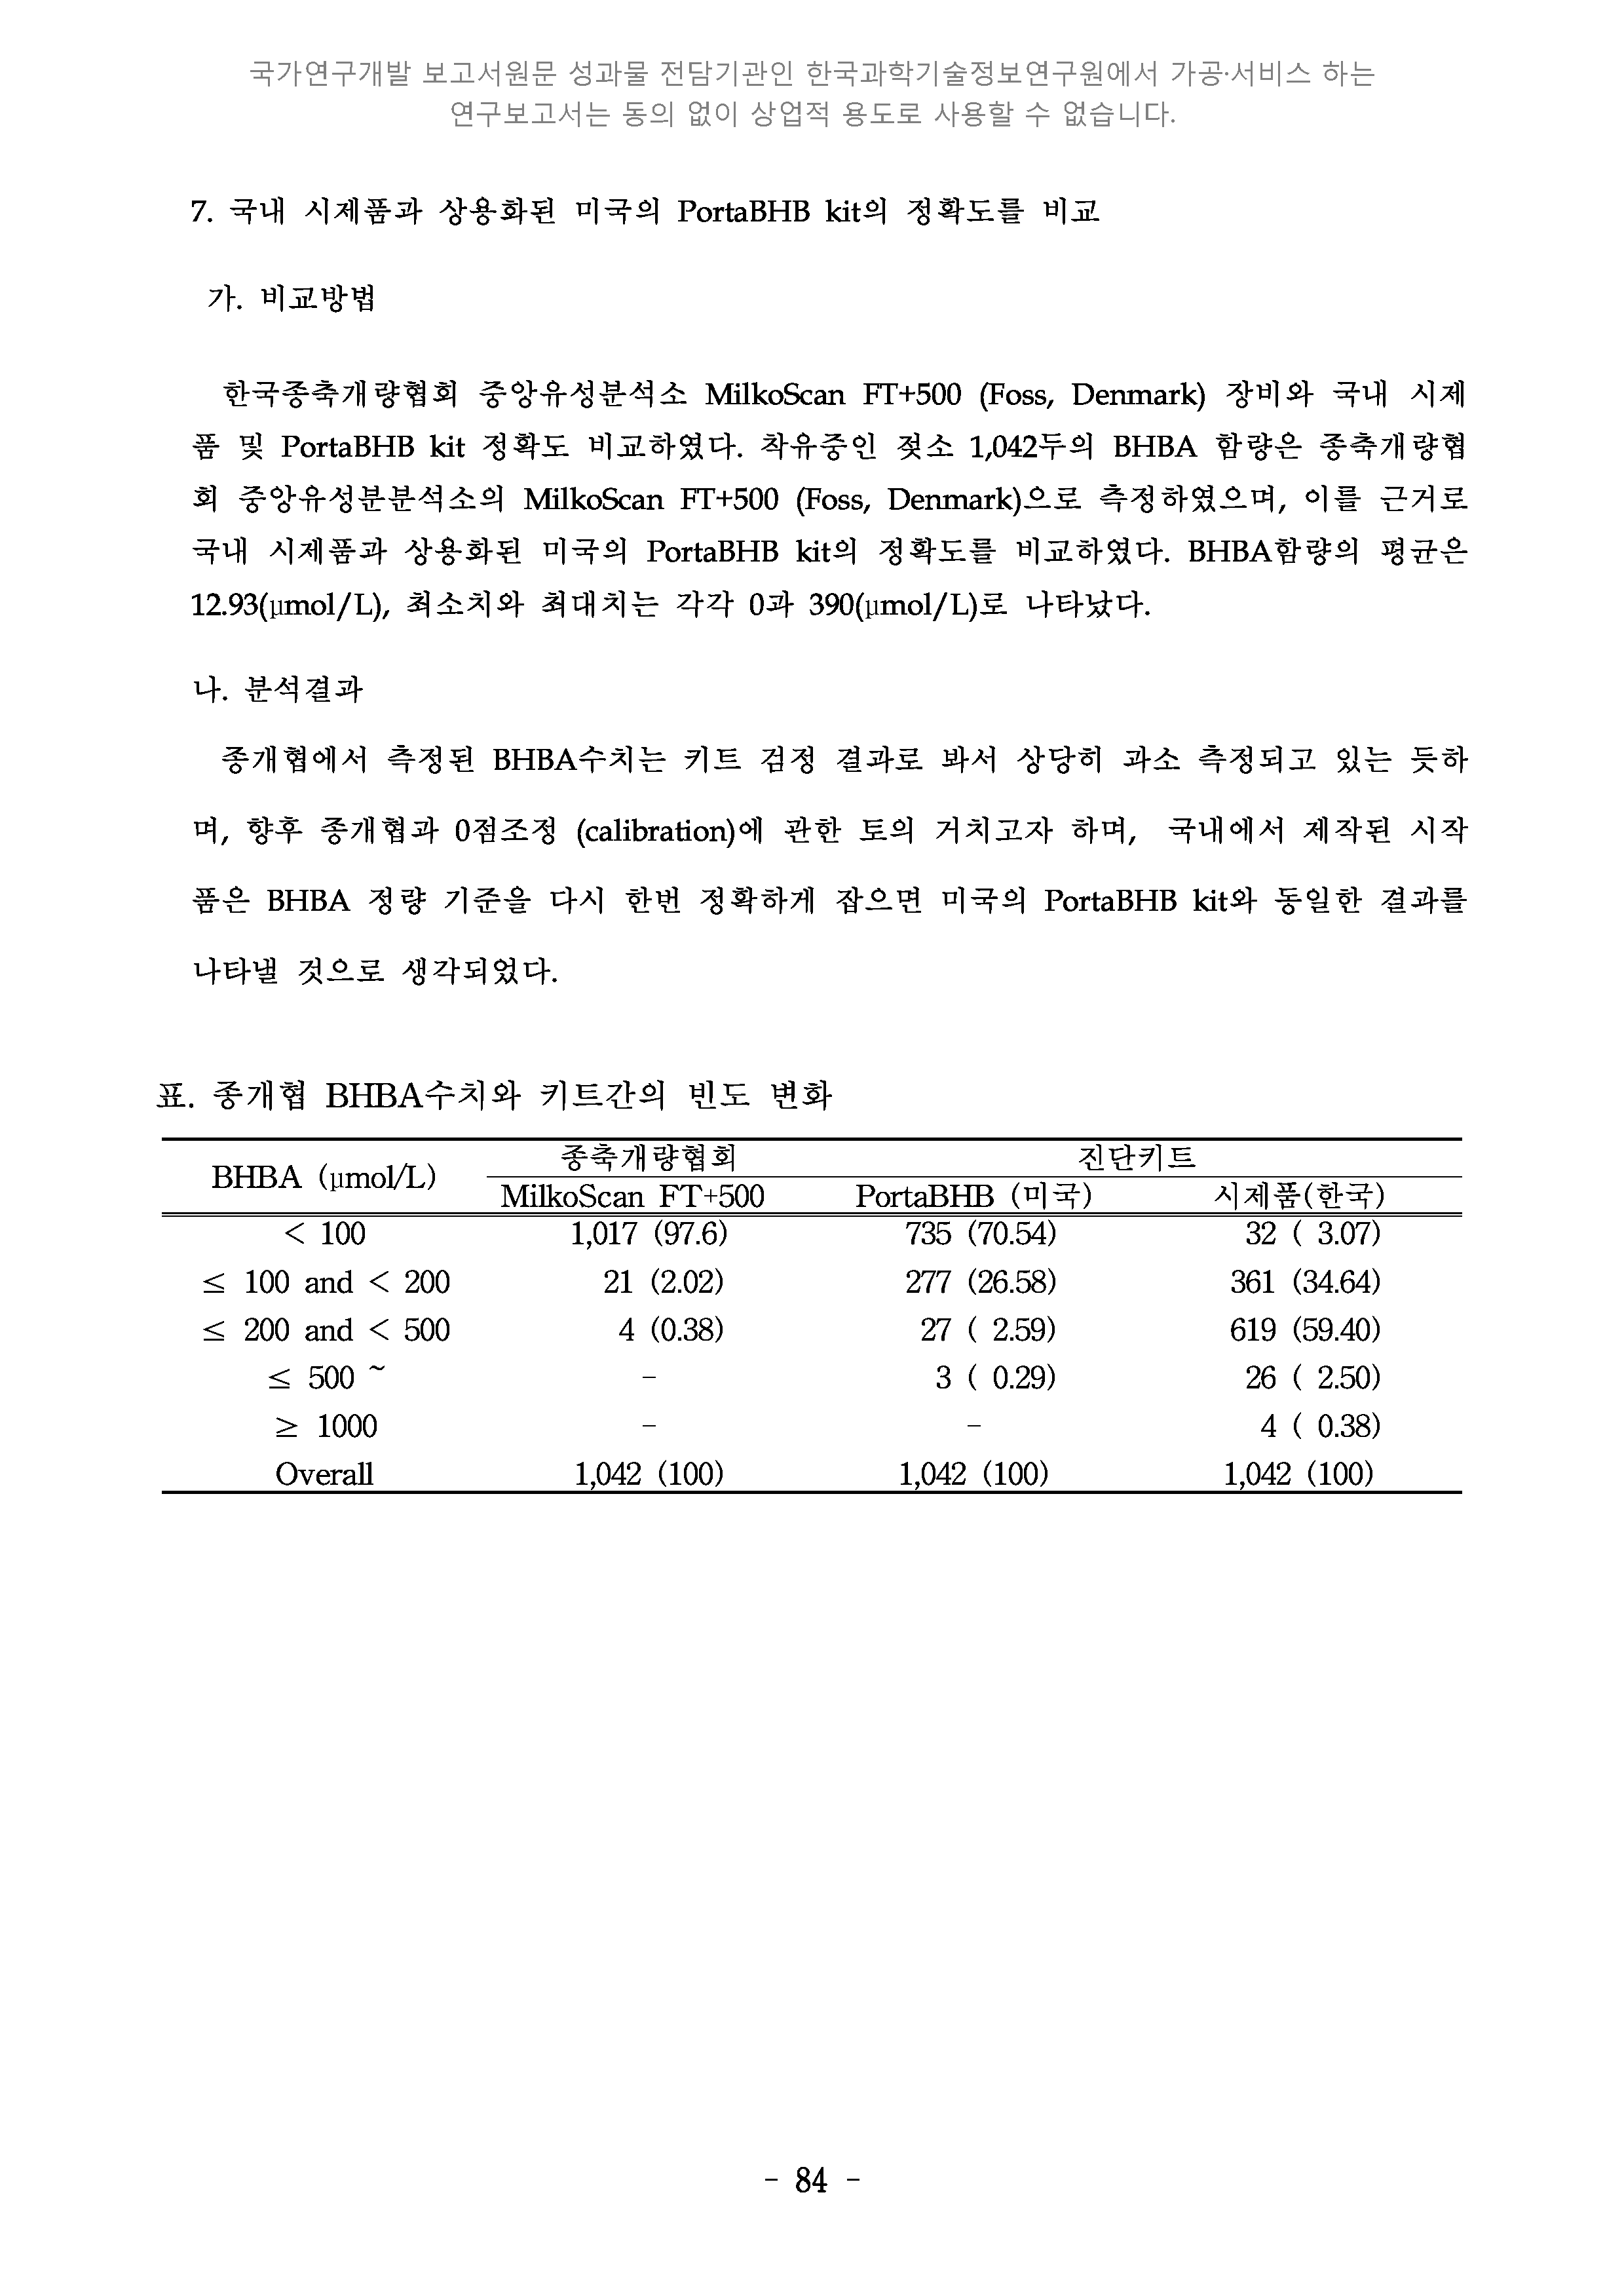 국가연구개발 보고서원문 성과물 전담기관인 한국과학기술정보연구원에서 가공·서비스 하는
연구보고서는 동의 없이 상업적 용도로 사용할 수 없습니다.
7. 국내 시제품과 상용화된 미국의 PortaBHB kit의 정확도를 비교
가. 비교방법
한국종축개량협회 중앙유성분석소 MilkoScan FT+500 (Foss, Denmark) 장비와 국내 시제
품 및 PortaBHB kit 정확도 비교하였다. 착유중인 젖소 1,042두의 BHBA 함량은 종축개량협
회 중앙유성분분석소의 MilkoScan FT+500 (Foss, Denmark)으로 측정하였으며, 이를 근거로
국내 시제품과 상용화된 미국의 PortaBHB kit의 정확도를 비교하였다. BHBA함량의 평균은
12.93(μmol/L), 최소치와 최대치는 각각 0과 390(μmol/L)로 나타났다.
나. 분석결과
종개협에서 측정된 BHBA수치는 키트 검정 결과로 봐서 상당히 과소 측정되고 있는 듯하
며, 향후 종개협과 0점조정 (calibration)에 관한 토의 거치고자 하며, 국내에서 제작된 시작
품은 BHBA 정량 기준을 다시 한번 정확하게 잡으면 미국의 PortaBHB kit와 동일한 결과를
나타낼 것으로 생각되었다.
표. 종개협 BHBA수치와 키트간의 빈도 변화
BHBA (μmol/L) 종축개량협회 진단키트
MilkoScan FT+500 PortaBHB (미국) 시제품(한국)
< 100 1,017 (97.6) 735 (70.54) 32 ( 3.07)
≤ 100 and < 200 21 (2.02) 277 (26.58) 361 (34.64)
≤ 200 and < 500 4 (0.38) 27 ( 2.59) 619 (59.40)
≤ 500 ~ - 3 ( 0.29) 26 ( 2.50)
≥ 1000 - - 4 ( 0.38)
Overall 1,042 (100) 1,042 (100) 1,042 (100)
- 84 -